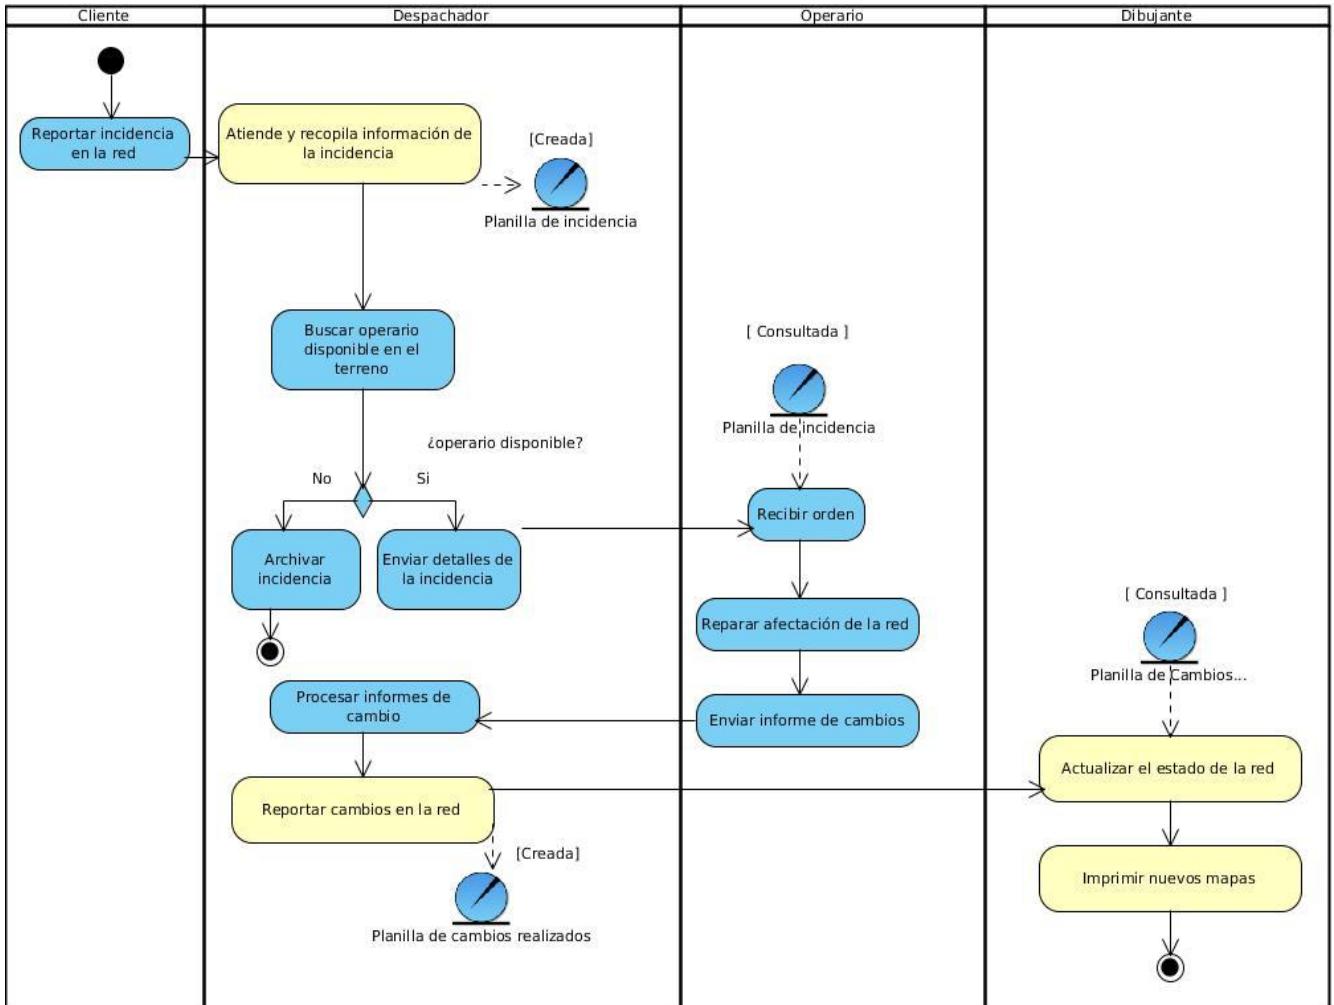 Cliente
Despachador
Operario
Dibujante
Reportar incidencia
en la red
Atiende y recopila información de
la incidencia
[Creada]
Planilla de incidencia
Buscar operario
disponible en el
terreno
¿operario disponible?
No
Si
Archivar
incidencia
Enviar detalles de
la incidencia
[ Consultada ]
Planilla de incidencia
Recibir orden
Reparar afectación de la red
Enviar informe de cambios
Procesar informes de
cambio
Reportar cambios en la red
[Creada]
Planilla de cambios realizados
[ Consultada ]
Planilla de Cambios...
Actualizar el estado de la red
Imprimir nuevos mapas